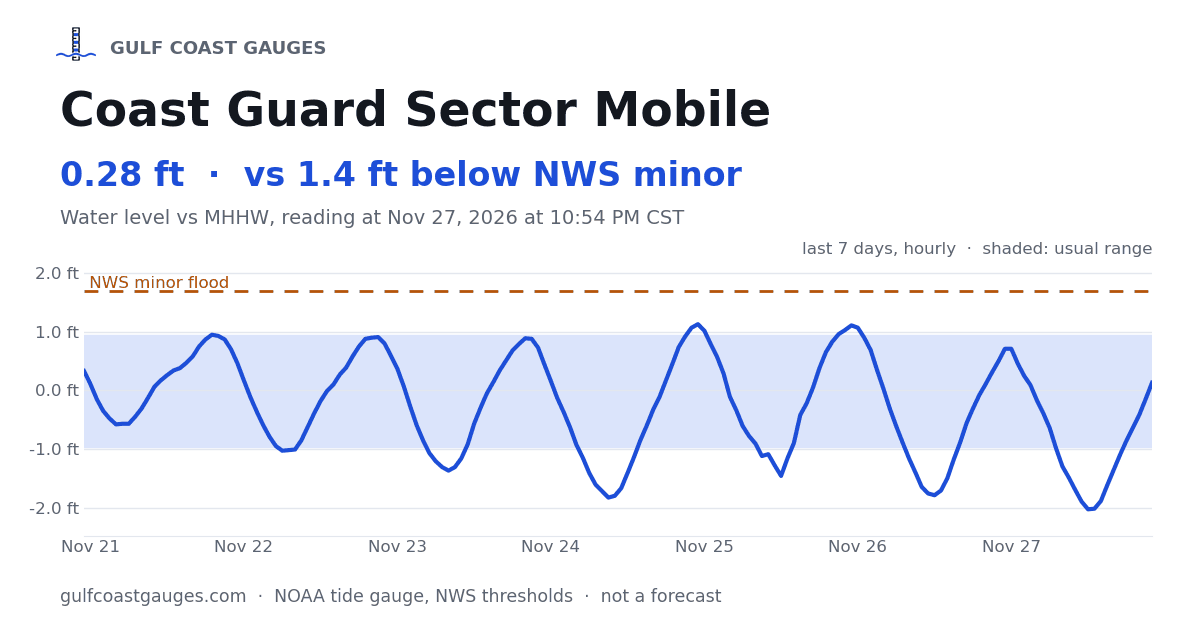 GULF COAST GAUGES
Coast Guard Sector Mobile
0.28 ft · vs 1.4 ft below NWS minor
Water level vs MHHW, reading at Nov 27, 2026 at 10:54 PM CST
last 7 days, hourly · shaded: usual range
2.0 ft
NWS minor flood
1.0 ft
0.0 ft
-1.0 ft
-2.0 ft
Nov 21 Nov 22 Nov 23 Nov 24 Nov 25 Nov 26 Nov 27
gulfcoastgauges.com · NOAA tide gauge, NWS thresholds · not a forecast